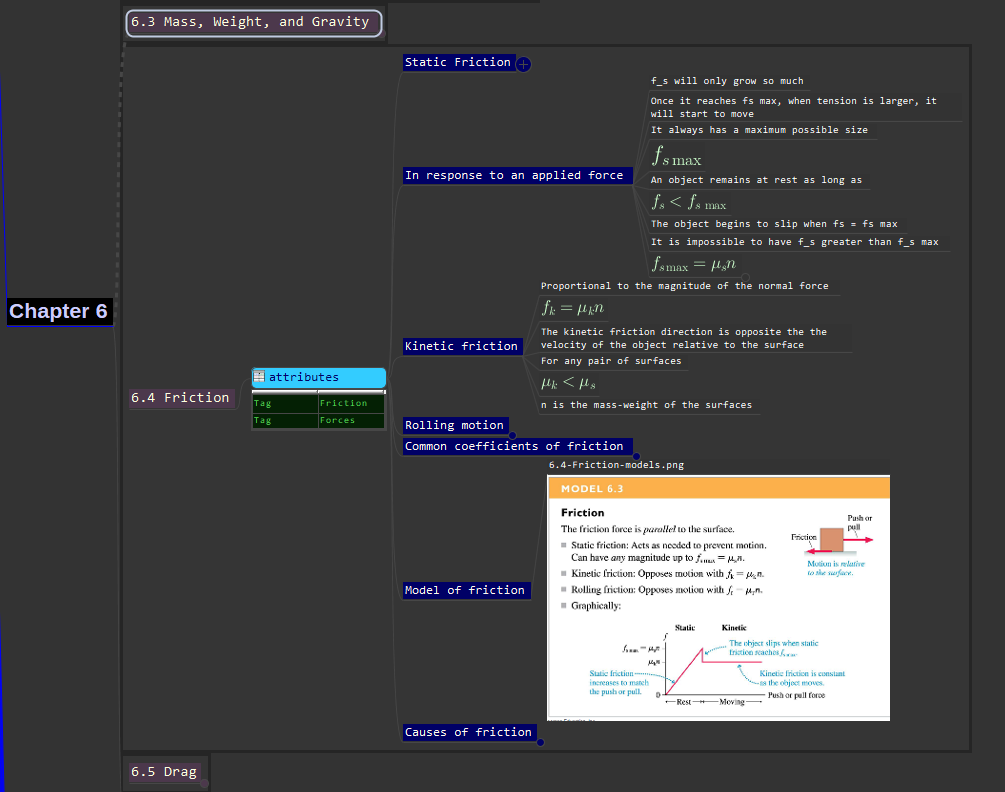 6.3 Mass, Weight, and Gravity
Static Friction
f_s will only grow so much
Once it reaches fs max, when tension is larger, it
will start to move
It always has a maximum possible size
In response to an applied force
f_{s max}
An object remains at rest as long as
f_s < f_{s max}
The object begins to slip when fs = fs max
It is impossible to have f_s greater than f_s max
f_{s max} = μ_s n
Chapter 6
Proportional to the magnitude of the normal force
f_k = μ_k n
The kinetic friction direction is opposite the the
velocity of the object relative to the surface
Kinetic friction
For any pair of surfaces
μ_k < μ_s
n is the mass-weight of the surfaces
6.4 Friction
attributes
Tag Friction
Tag Forces
Rolling motion
Common coefficients of friction
6.4-Friction-models.png
MODEL 6.3
Friction
The friction force is parallel to the surface.
Static friction: Acts as needed to prevent motion.
Can have any magnitude up to f_{s max} = μ_s n.
Kinetic friction: Opposes motion with f_k = μ_k n.
Rolling friction: Opposes motion with f_r = μ_r n.
Graphically:
Push or
pull
Friction
Motion is relative
to the surface.
Model of friction
Static Kinetic
f
f_{s max} = μ_s n
μ_k n
0
The object slips when static
friction reaches f_{s max}.
Static friction
increases to match
the push or pull.
Kinetic friction is constant
as the object moves.
Push or pull force
Rest Moving
Causes of friction
6.5 Drag